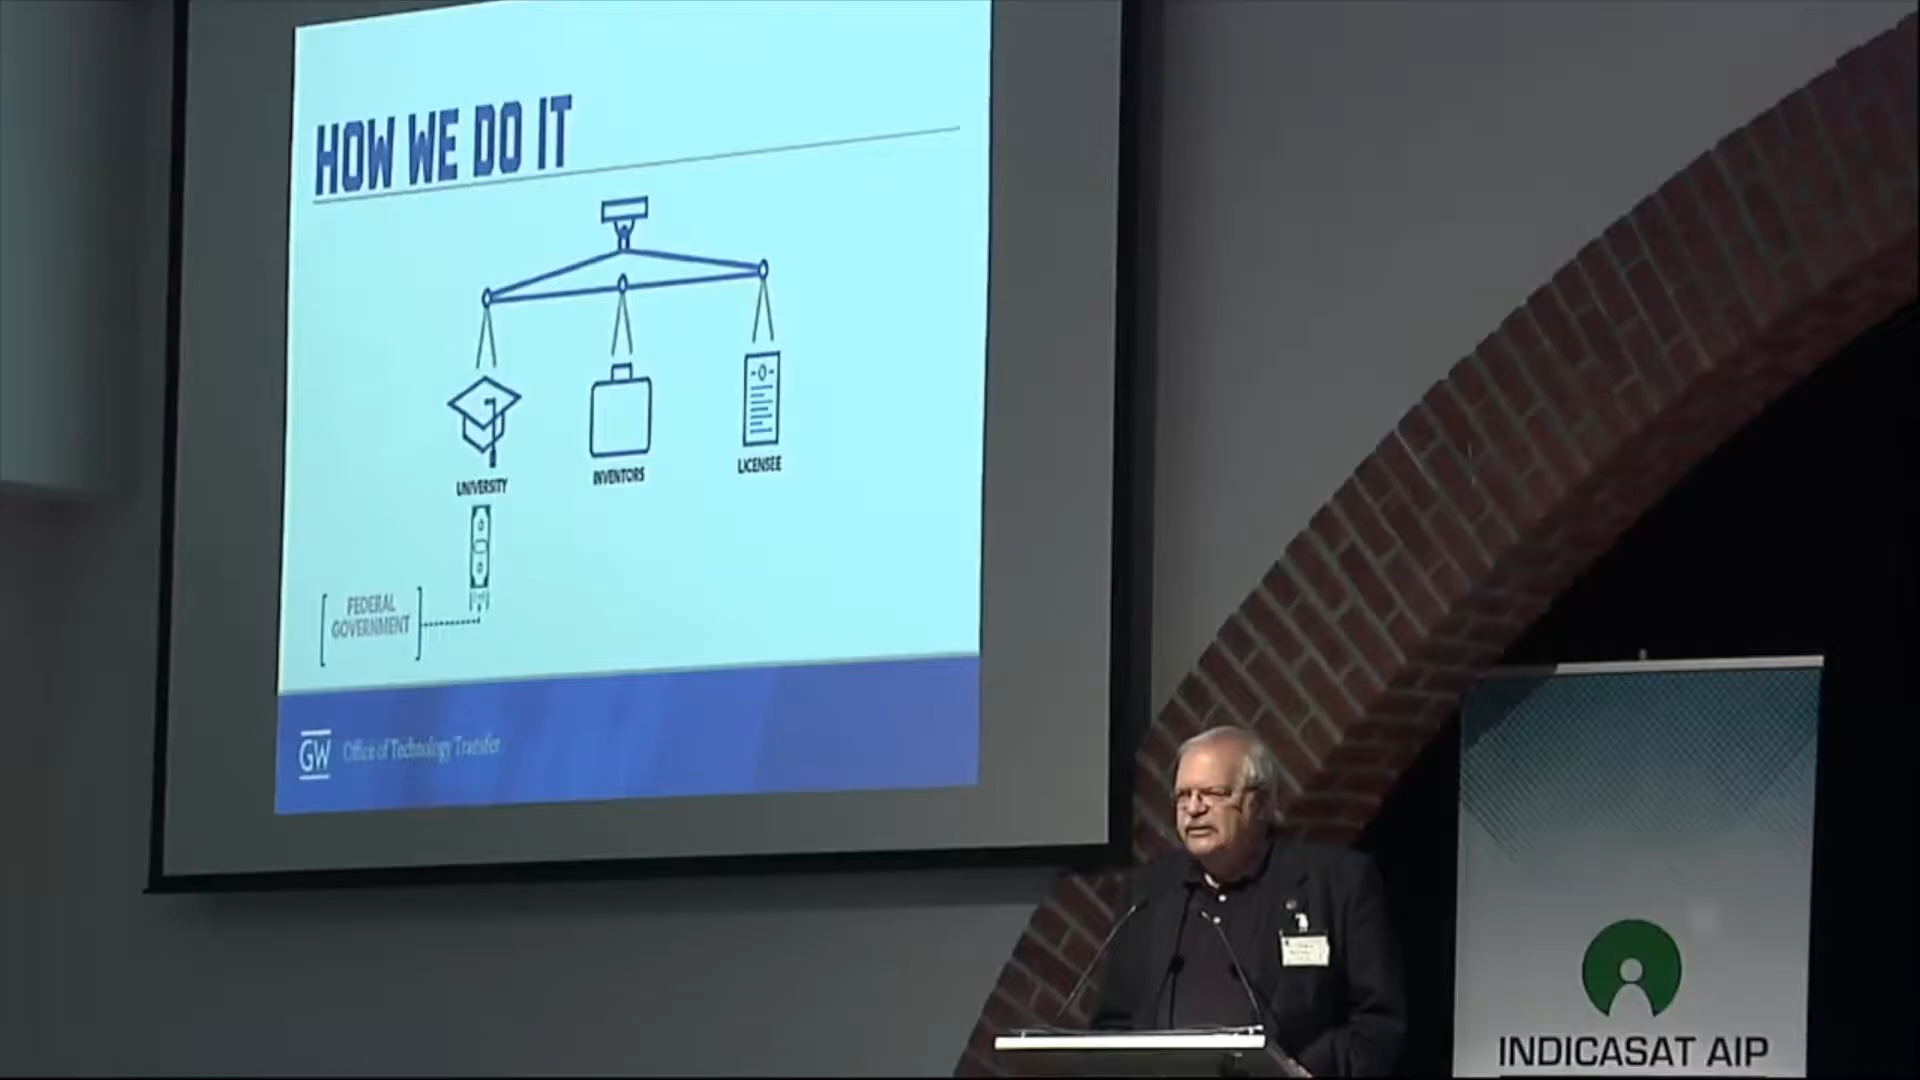 HOW WE DO IT
UNIVERSITY
INVENTORS
LICENSEE
FEDERAL
GOVERNMENT
GW
Office of Technology Transfer
INDICASAT AIP